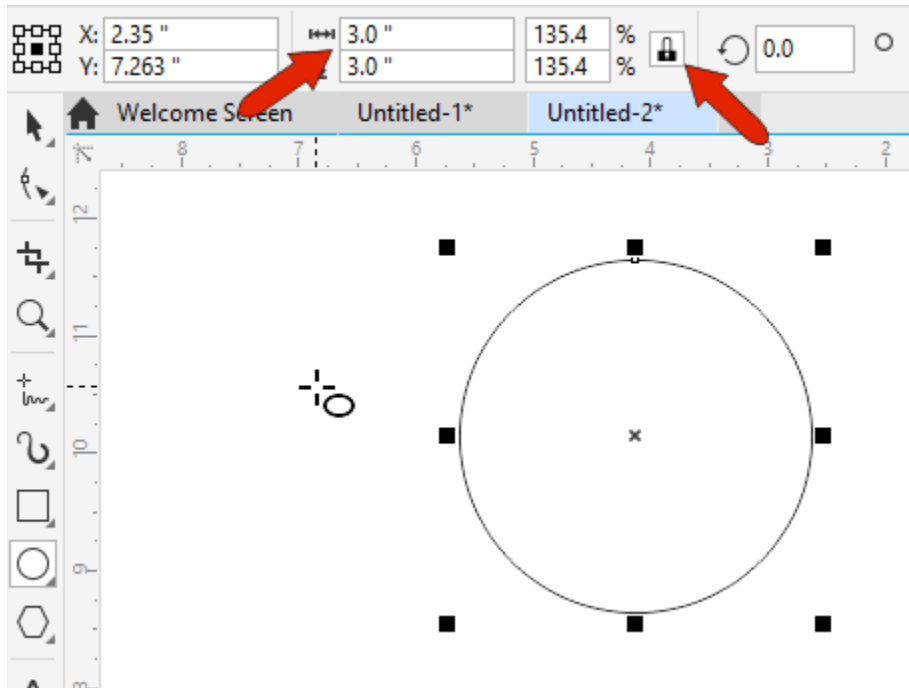 X: 2.35 " 3.0 " 135.4 %
Y: 7.263 " 3.0 " 135.4 % 0.0
Welcome Screen Untitled-1* Untitled-2*
8 7 6 5 4 3 2
12
11
10
9
8